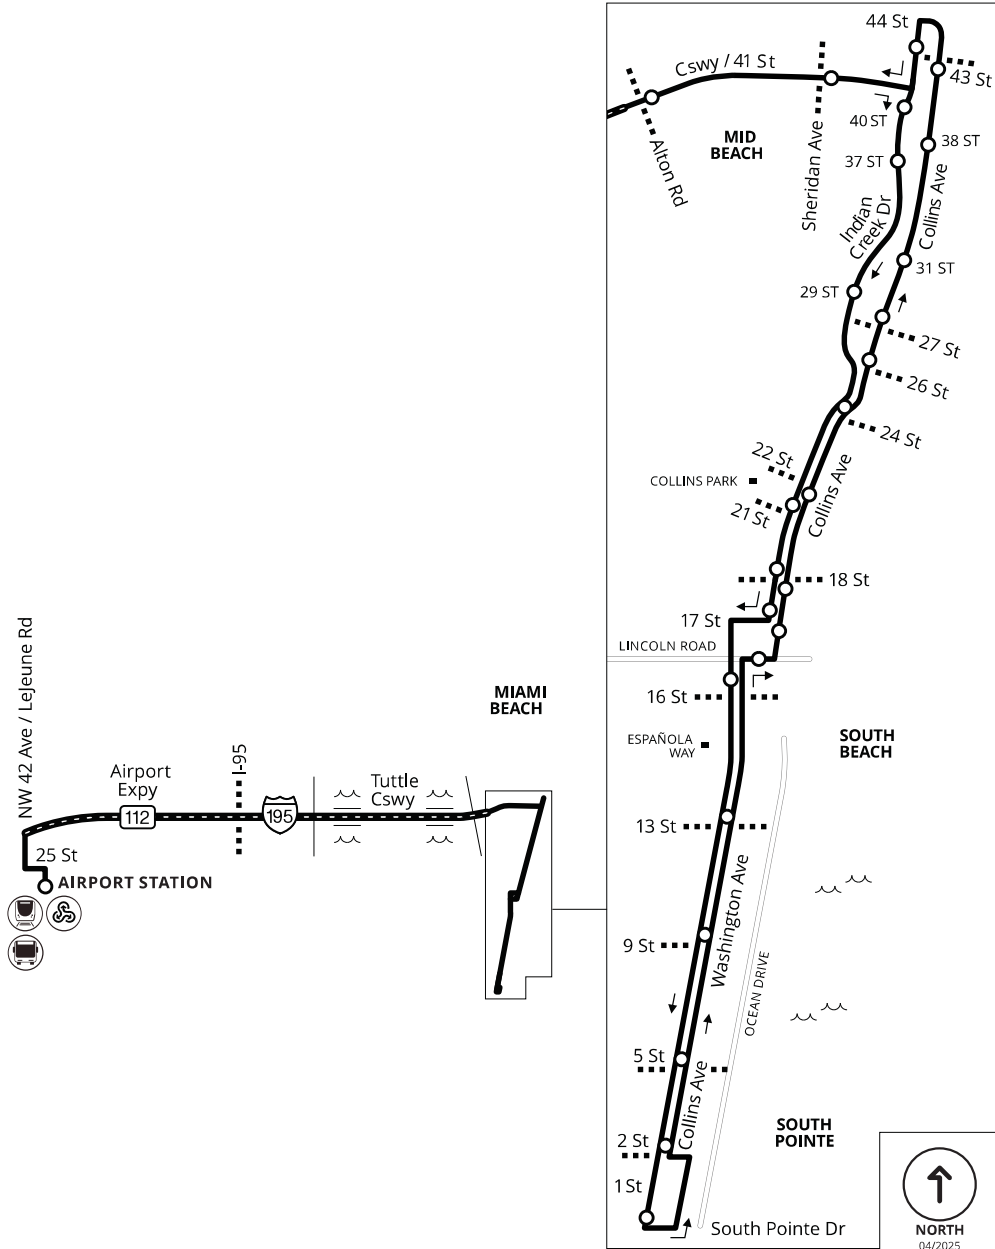 44 St
43 St
Cswy / 41 St
40 ST
MID
BEACH
38 ST
37 ST
Alton Rd
Sheridan Ave
Indian
Creek Dr
Collins Ave
31 ST
29 ST
27 St
26 St
24 St
22 St
COLLINS PARK
21 St
Collins Ave
18 St
17 St
LINCOLN ROAD
16 St
ESPAÑOLA
WAY
SOUTH
BEACH
13 St
Washington Ave
9 St
OCEAN DRIVE
5 St
Collins Ave
2 St
SOUTH
POINTE
1 St
South Pointe Dr
NORTH
04/2025
MIAMI
BEACH
NW 42 Ave / LeJeune Rd
Airport
Expy
112
I-95
195
Tuttle
Cswy
25 St
AIRPORT STATION